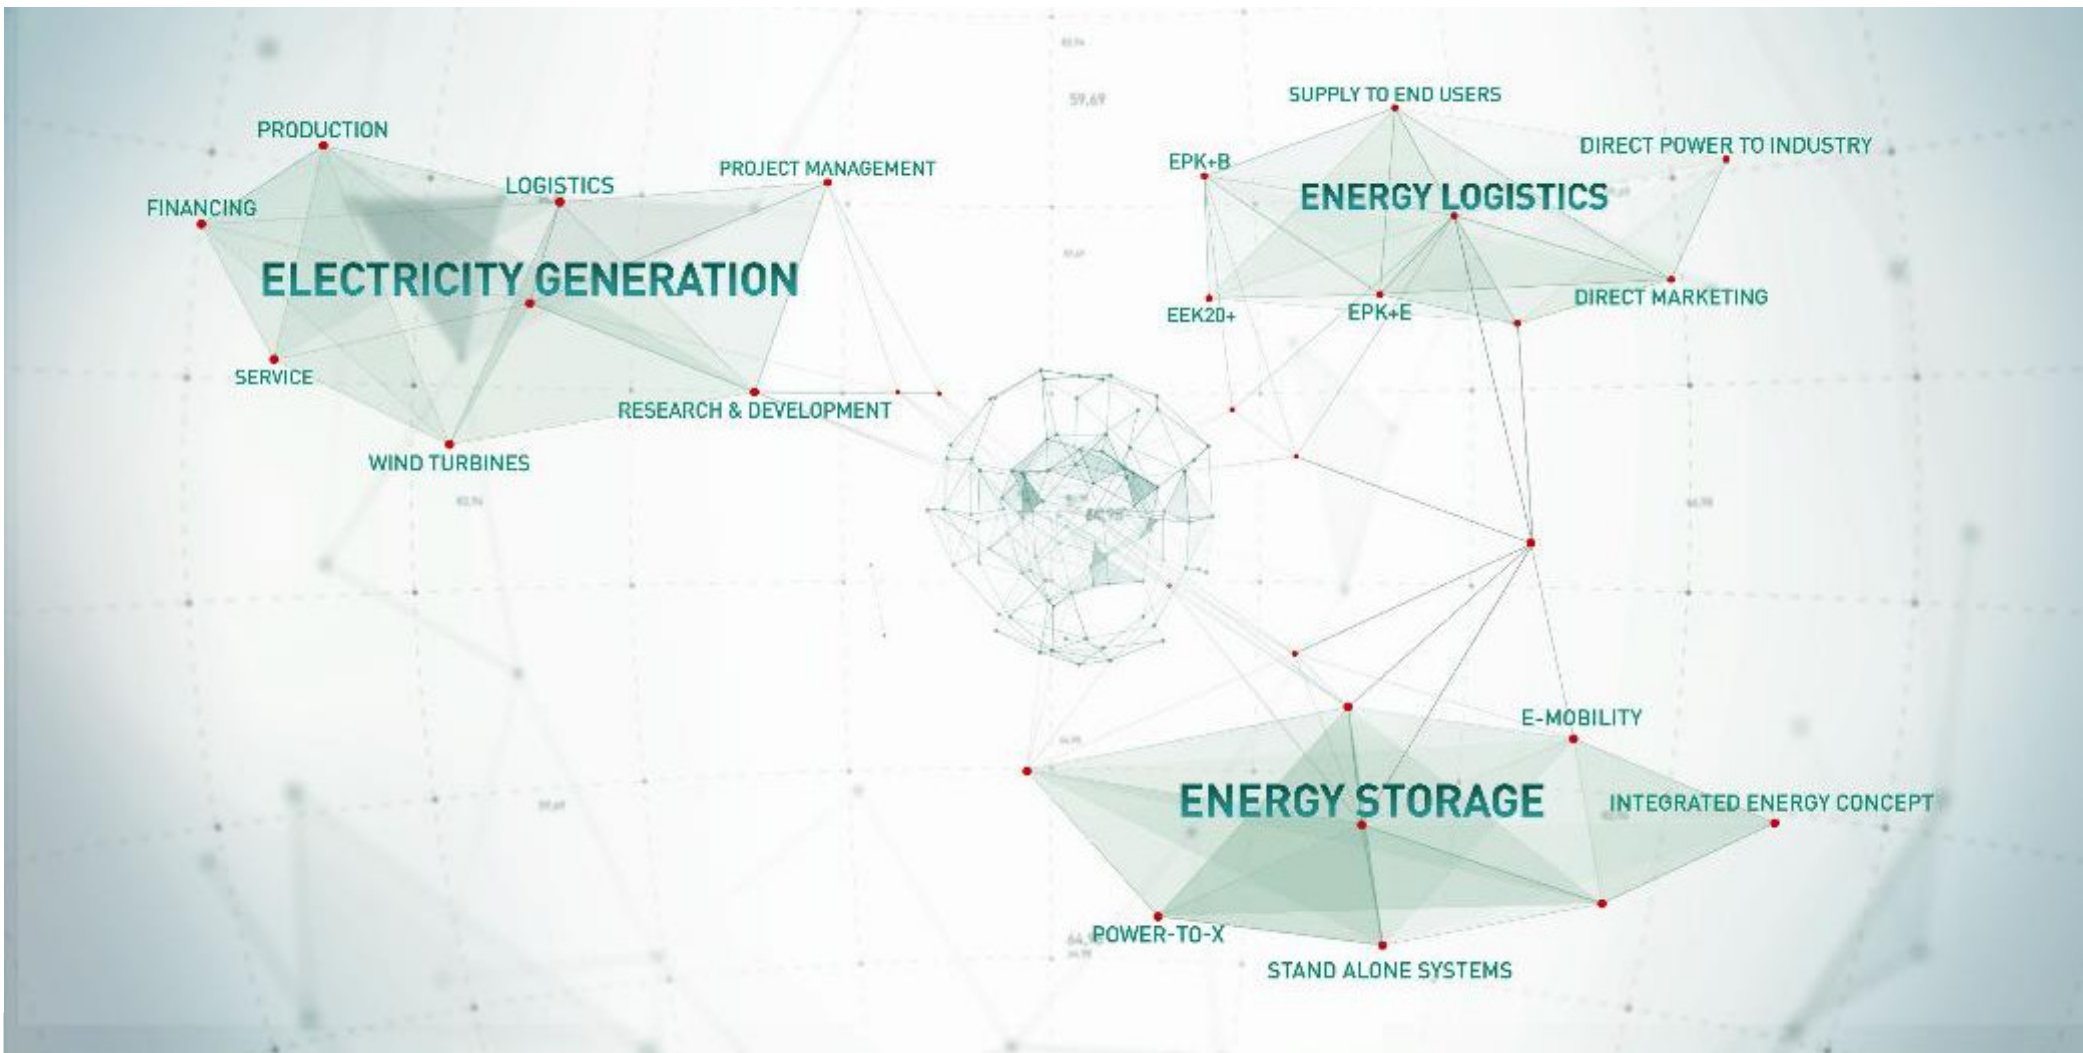 59,69
SUPPLY TO END USERS
PRODUCTION
DIRECT POWER TO INDUSTRY
EPK+B
PROJECT MANAGEMENT
LOGISTICS
ENERGY LOGISTICS
FINANCING
ELECTRICITY GENERATION
DIRECT MARKETING
EEK20+
EPK+E
SERVICE
RESEARCH & DEVELOPMENT
WIND TURBINES
E-MOBILITY
ENERGY STORAGE
INTEGRATED ENERGY CONCEPT
POWER-TO-X
STAND ALONE SYSTEMS